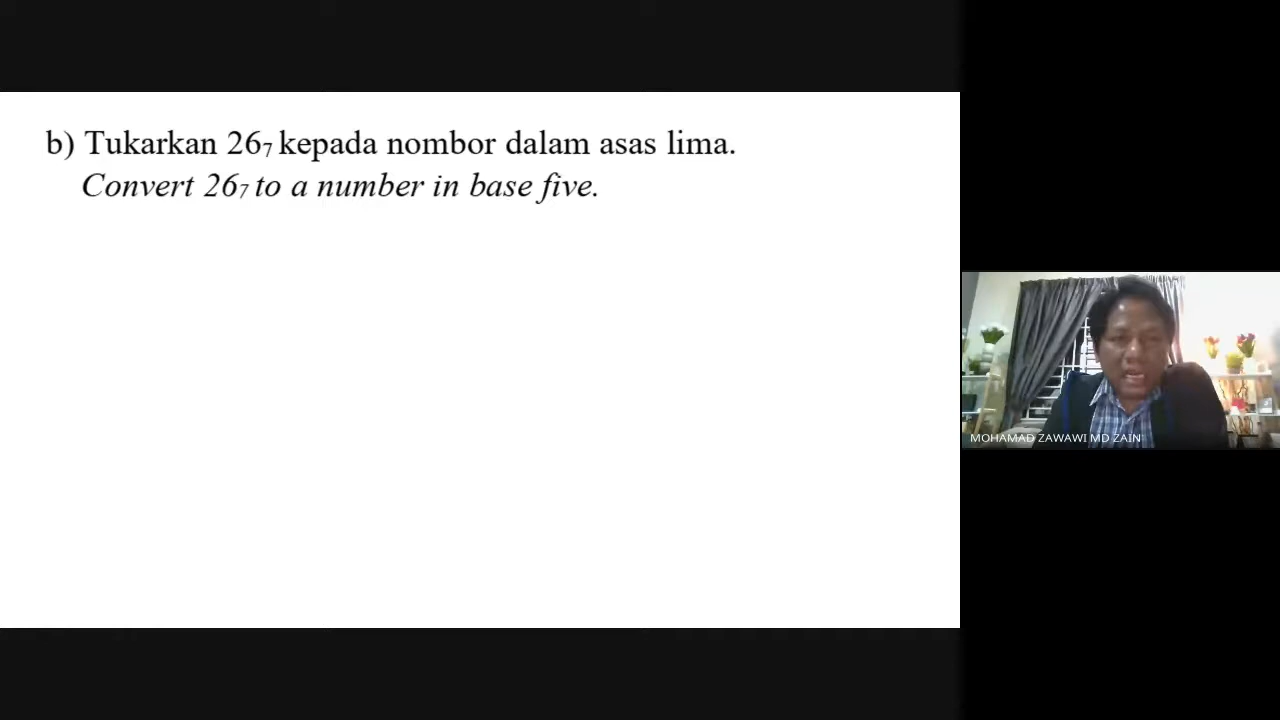 b) Tukarkan 26₇ kepada nombor dalam asas lima.
Convert 26₇ to a number in base five.
MOHAMAD ZAWAWI MD ZAIN